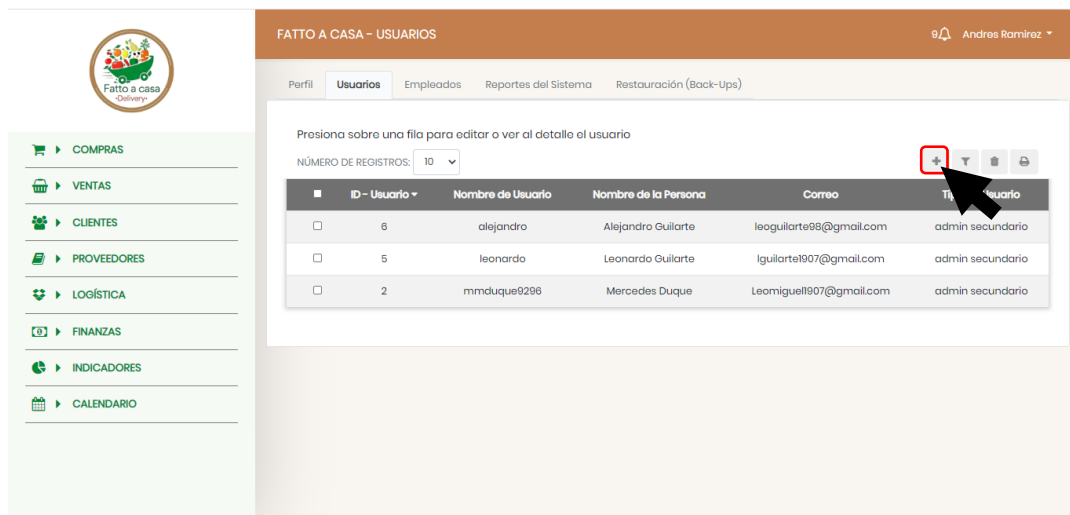 FATTO A CASA - USUARIOS
9 Andres Ramirez
Fatto a casa
•Delivery•
Perfil Usuarios Empleados Reportes del Sistema Restauración (Back-Ups)
Presiona sobre una fila para editar o ver al detalle el usuario
NÚMERO DE REGISTROS: 10
COMPRAS
VENTAS
CLIENTES
PROVEEDORES
LOGÍSTICA
FINANZAS
INDICADORES
CALENDARIO
ID - Usuario Nombre de Usuario Nombre de la Persona Correo
6 alejandro Alejandro Guilarte leoguilarte98@gmail.com admin secundario
5 leonardo Leonardo Guilarte lguilarte1907@gmail.com admin secundario
2 mmduque9296 Mercedes Duque Leomiguel1907@gmail.com admin secundario